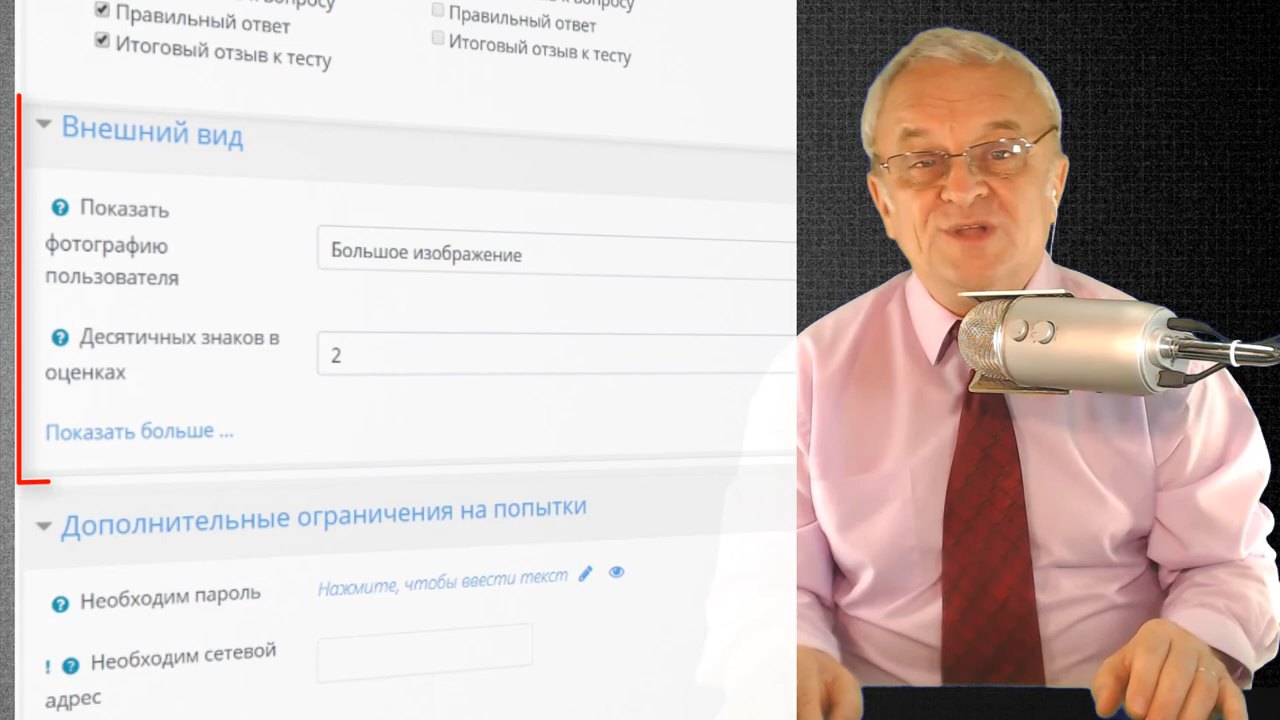 к вопросу
Правильный ответ
Правильный ответ
Итоговый отзыв к тесту
Итоговый отзыв к тесту
Внешний вид
Показать
фотографию
пользователя
Большое изображение
Десятичных знаков в
оценках
2
Показать больше ...
Дополнительные ограничения на попытки
Необходим пароль
Нажмите, чтобы ввести текст
! Необходим сетевой
адрес